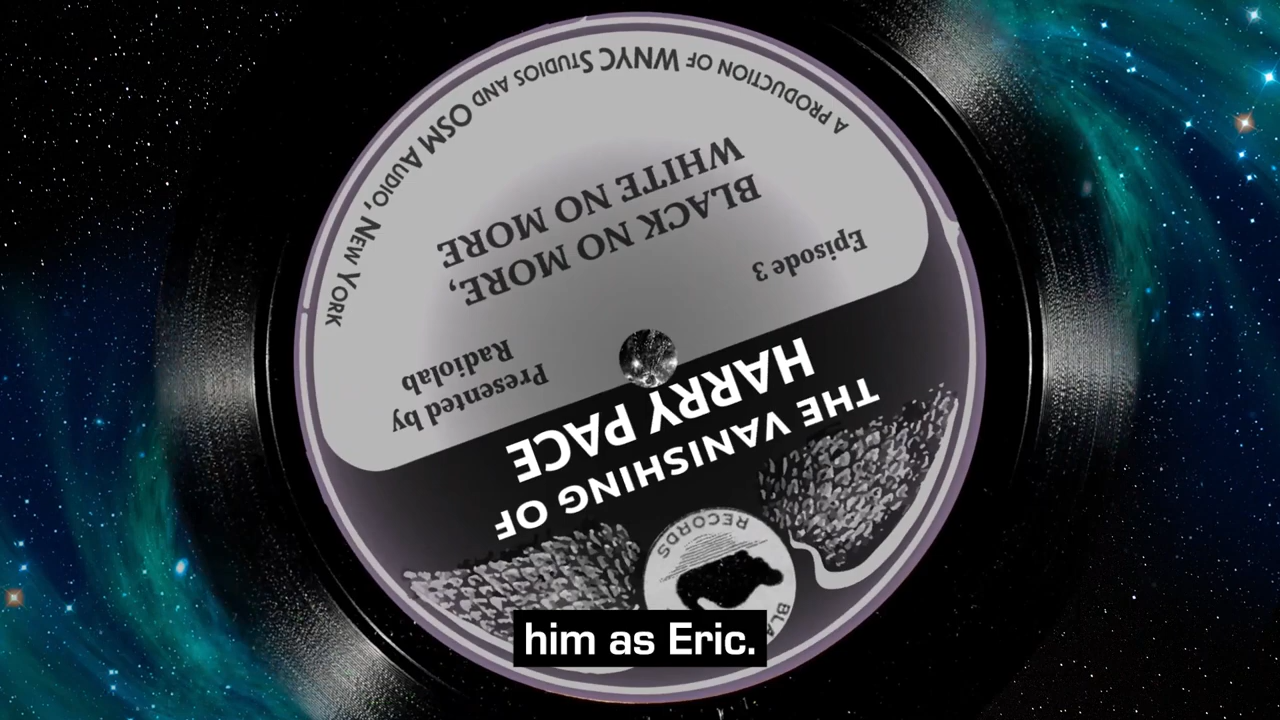 RECORDS
BLA
THE VANISHING OF
HARRY PACE
Presented by
Radiolab
Episode 3
BLACK NO MORE,
WHITE NO MORE
A PRODUCTION OF WNYC STUDIOS AND OSM AUDIO, NEW YORK
him as Eric.